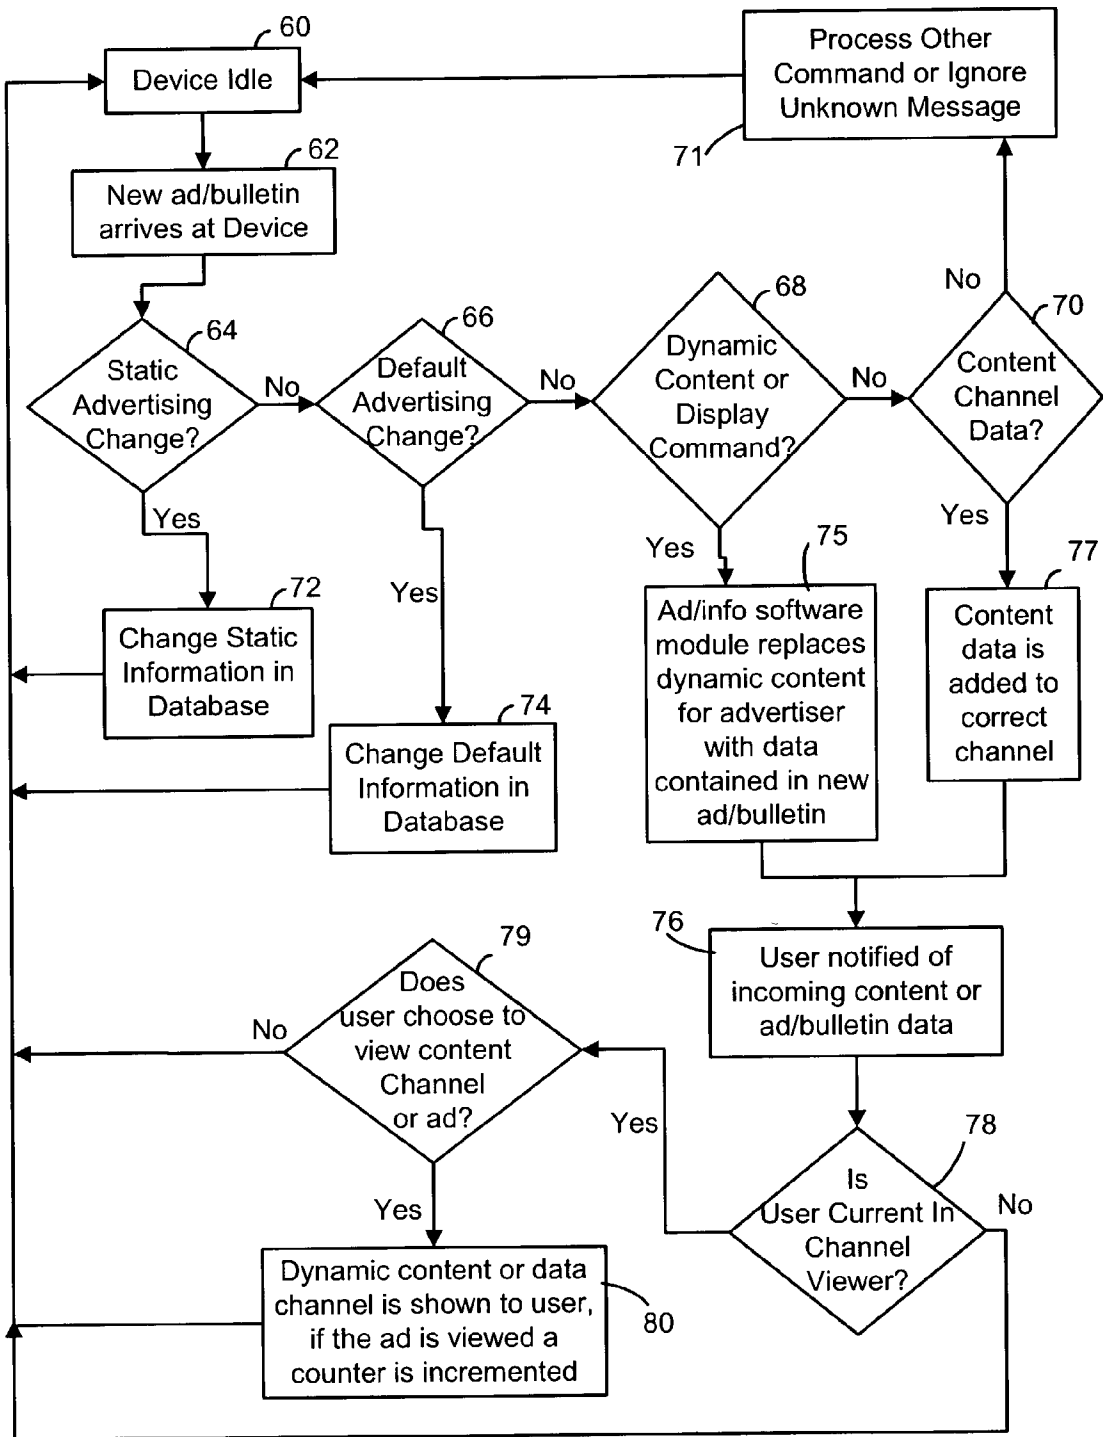 60
Device Idle
Process Other
Command or Ignore
Unknown Message
71
62
New ad/bulletin
arrives at Device
64
Static
Advertising
Change?
No
66
Default
Advertising
Change?
No
68
Dynamic
Content or
Display
Command?
No
70
Content
Channel
Data?
No
Yes
72
Change Static
Information in
Database
Yes
74
Change Default
Information in
Database
Yes
75
Ad/info software
module replaces
dynamic content
for advertiser
with data
contained in new
ad/bulletin
Yes
77
Content
data is
added to
correct
channel
76
User notified of
incoming content or
ad/bulletin data
78
Is
User Current In
Channel
Viewer?
No
Yes
79
Does
user choose to
view content
Channel
or ad?
No
Yes
Dynamic content or data
channel is shown to user,
if the ad is viewed a
counter is incremented
80